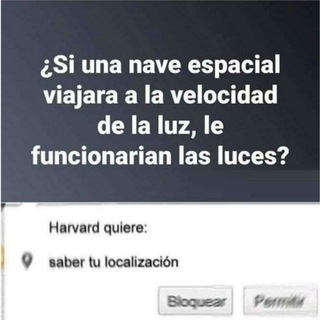 ¿Si una nave espacial
viajara a la velocidad
de la luz, le
funcionarian las luces?
Harvard quiere:
saber tu localización
Bloquear
Permitir